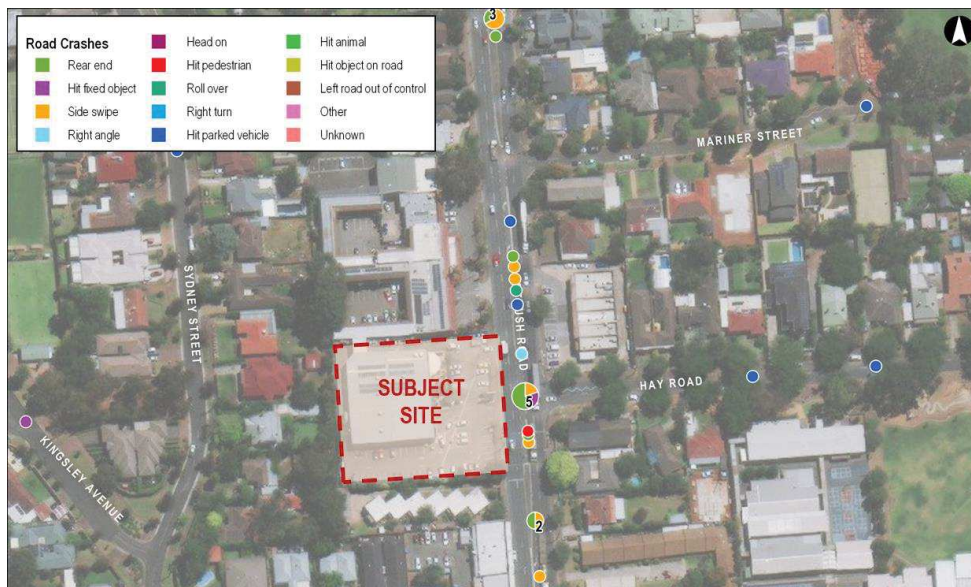 Road Crashes
Rear end
Hit fixed object
Side swipe
Right angle
Head on
Hit pedestrian
Roll over
Right turn
Hit parked vehicle
Hit animal
Hit object on road
Left road out of control
Other
Unknown
3
MARINER STREET
SYDNEY STREET
ROAD
SUBJECT
SITE
HAY ROAD
5
KINGSLEY AVENUE
2